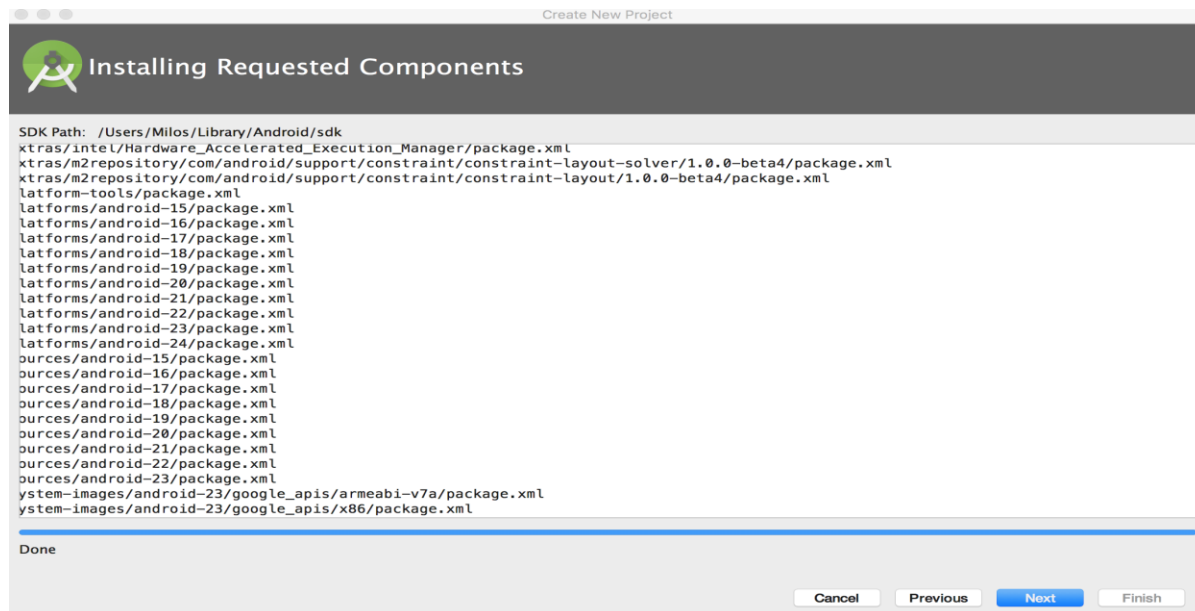 Create New Project
Installing Requested Components
SDK Path: /Users/Milos/Library/Android/sdk
xtras/intel/Hardware_Accelerated_Execution_Manager/package.xml
xtras/m2repository/com/android/support/constraint/constraint-layout-solver/1.0.0-beta4/package.xml
xtras/m2repository/com/android/support/constraint/constraint-layout/1.0.0-beta4/package.xml
latform-tools/package.xml
latforms/android-15/package.xml
latforms/android-16/package.xml
latforms/android-17/package.xml
latforms/android-18/package.xml
latforms/android-19/package.xml
latforms/android-20/package.xml
latforms/android-21/package.xml
latforms/android-22/package.xml
latforms/android-23/package.xml
latforms/android-24/package.xml
ources/android-15/package.xml
ources/android-16/package.xml
ources/android-17/package.xml
ources/android-18/package.xml
ources/android-19/package.xml
ources/android-20/package.xml
ources/android-21/package.xml
ources/android-22/package.xml
ources/android-23/package.xml
ystem-images/android-23/google_apis/armeabi-v7a/package.xml
ystem-images/android-23/google_apis/x86/package.xml
Done
Cancel Previous Next Finish